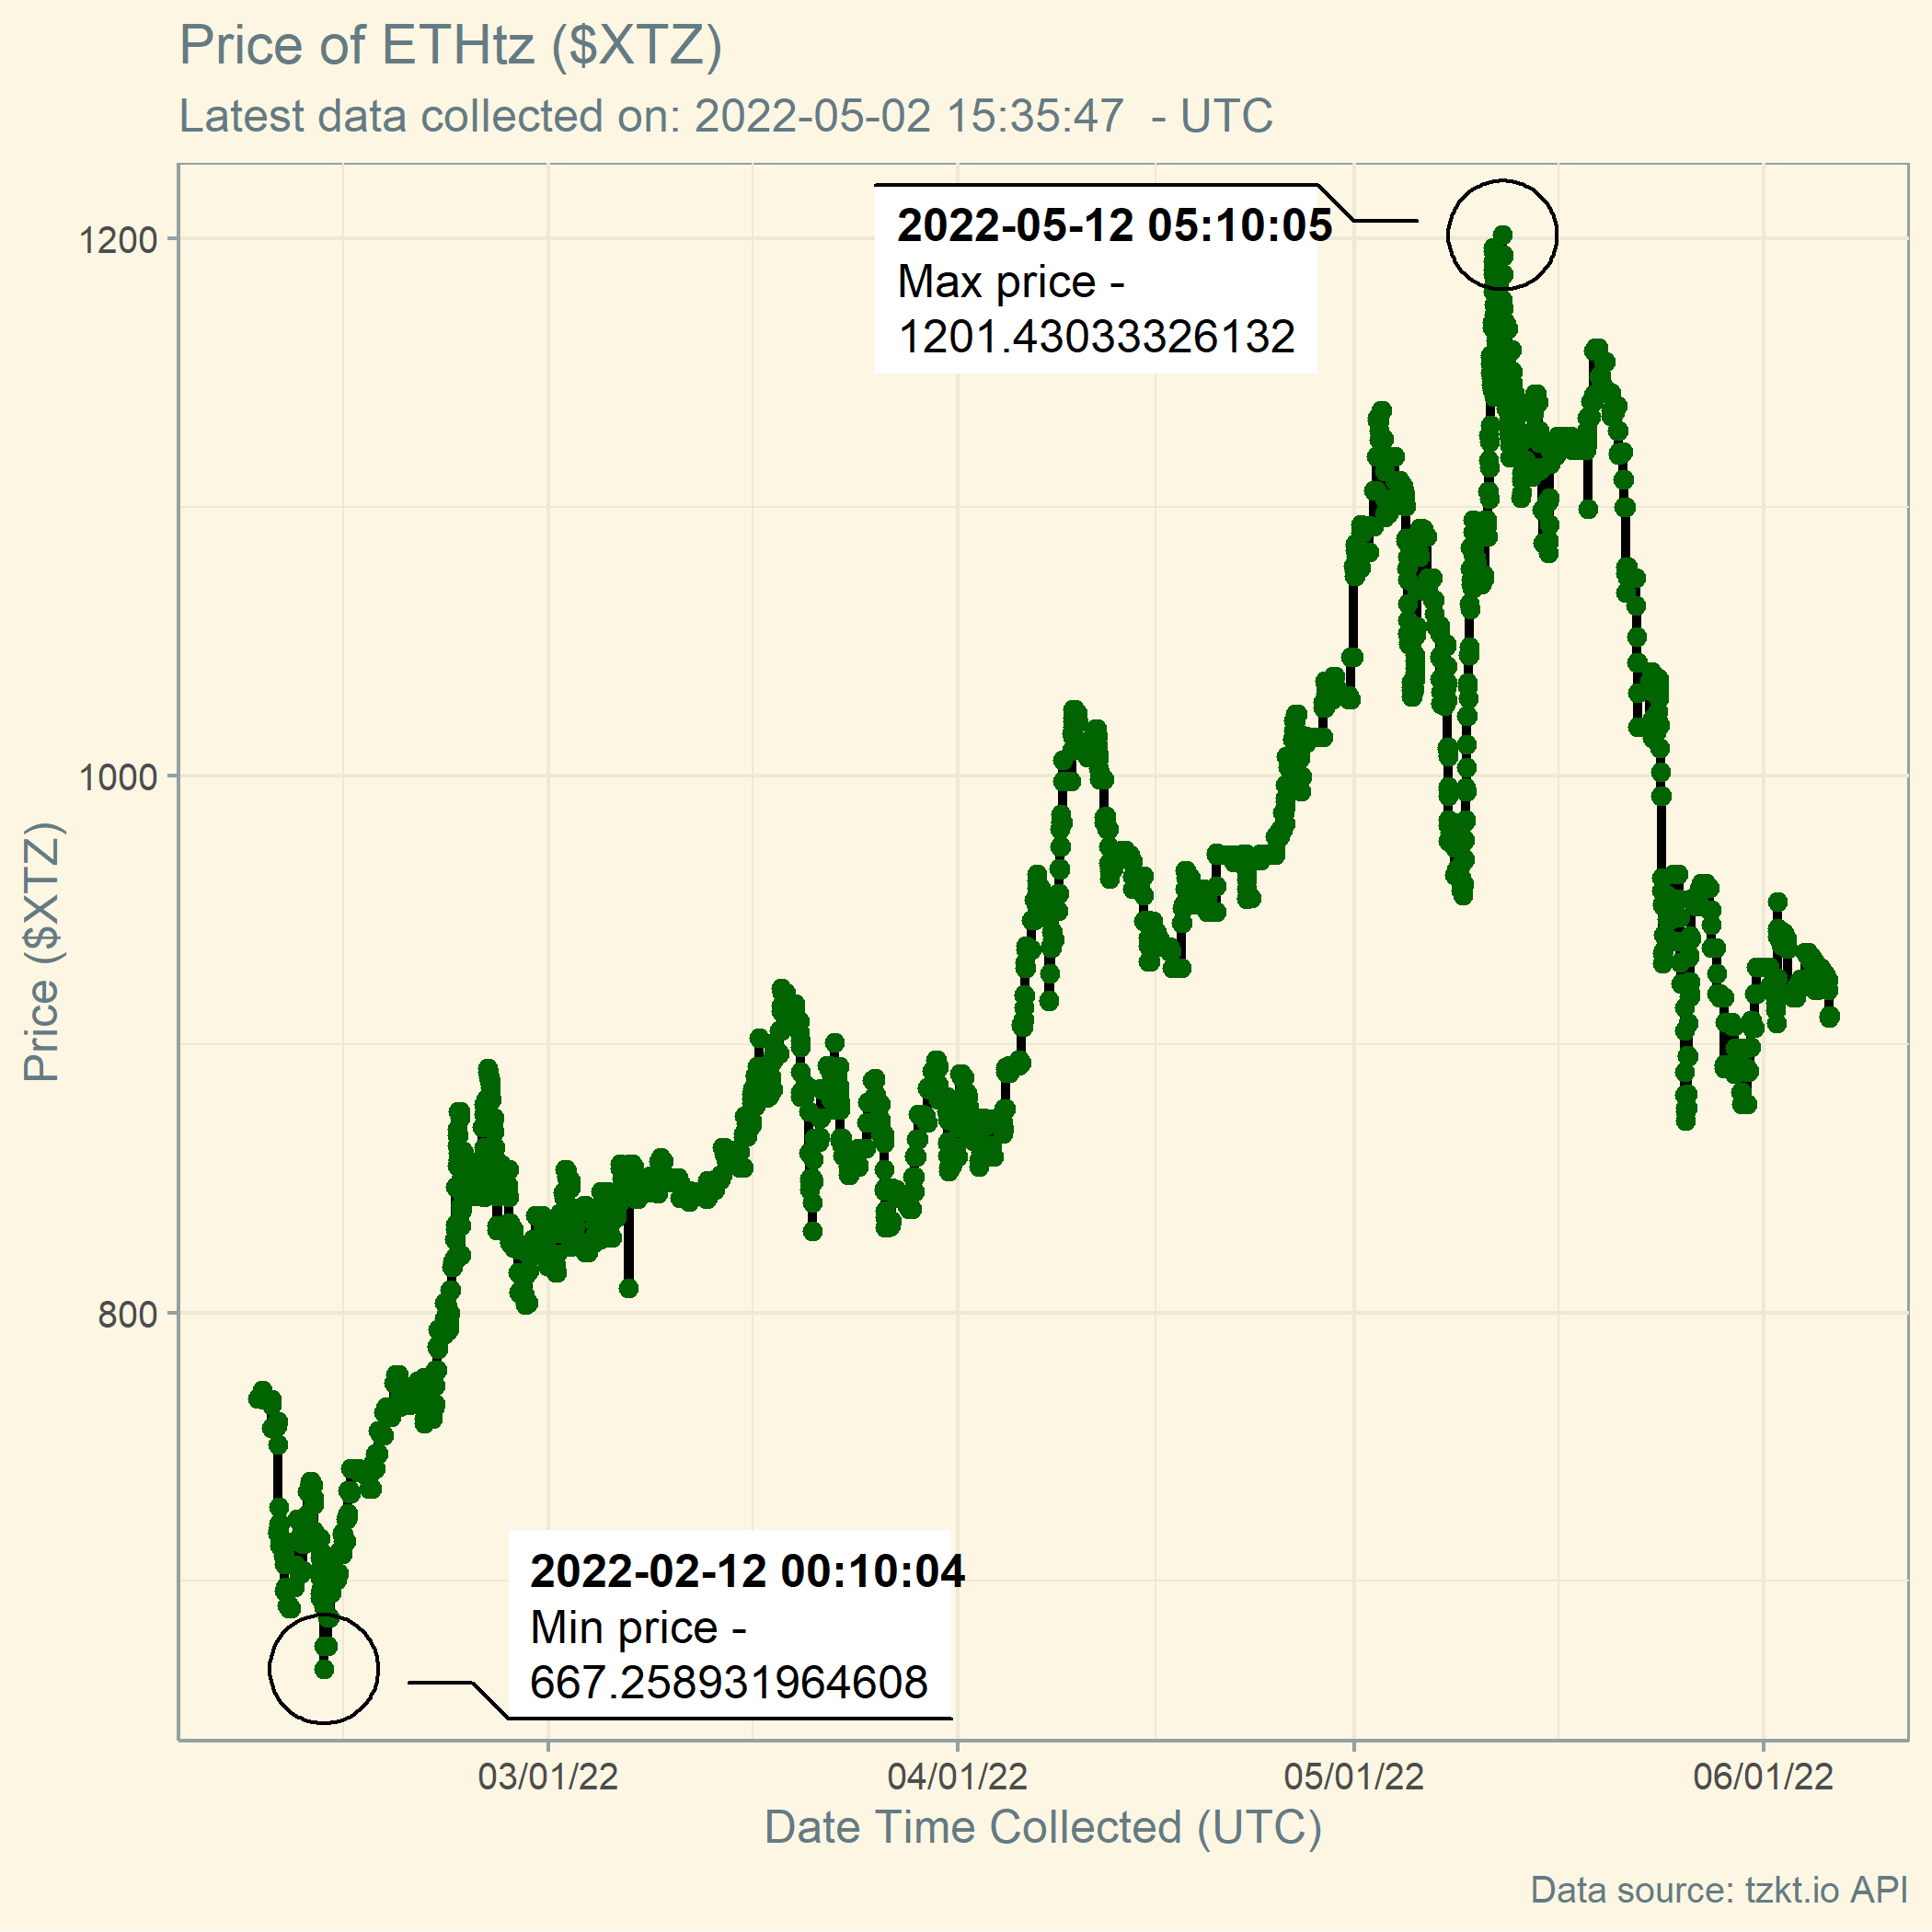 Price of ETHtz ($XTZ)
Latest data collected on: 2022-05-02 15:35:47  - UTC
2022-05-12 05:10:05
Max price -
1201.43033326132
1200
1000
800
Price ($XTZ)
2022-02-12 00:10:04
Min price -
667.258931964608
03/01/22
04/01/22
05/01/22
06/01/22
Date Time Collected (UTC)
Data source: tzkt.io API